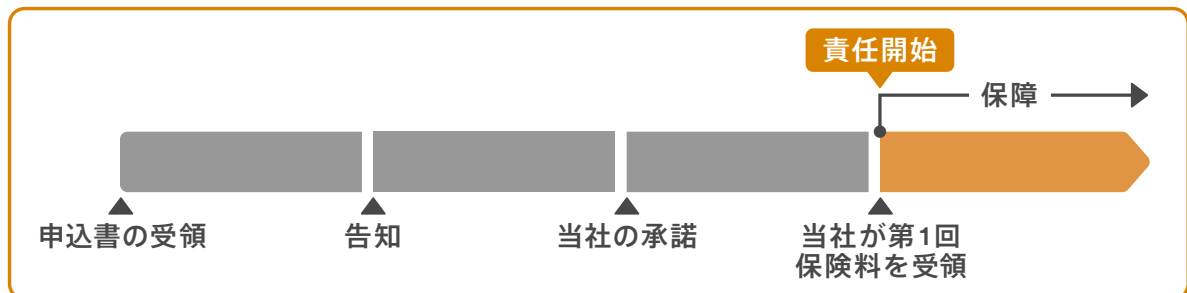 責任開始
保障
申込書の受領
告知
当社の承諾
当社が第1回
保険料を受領